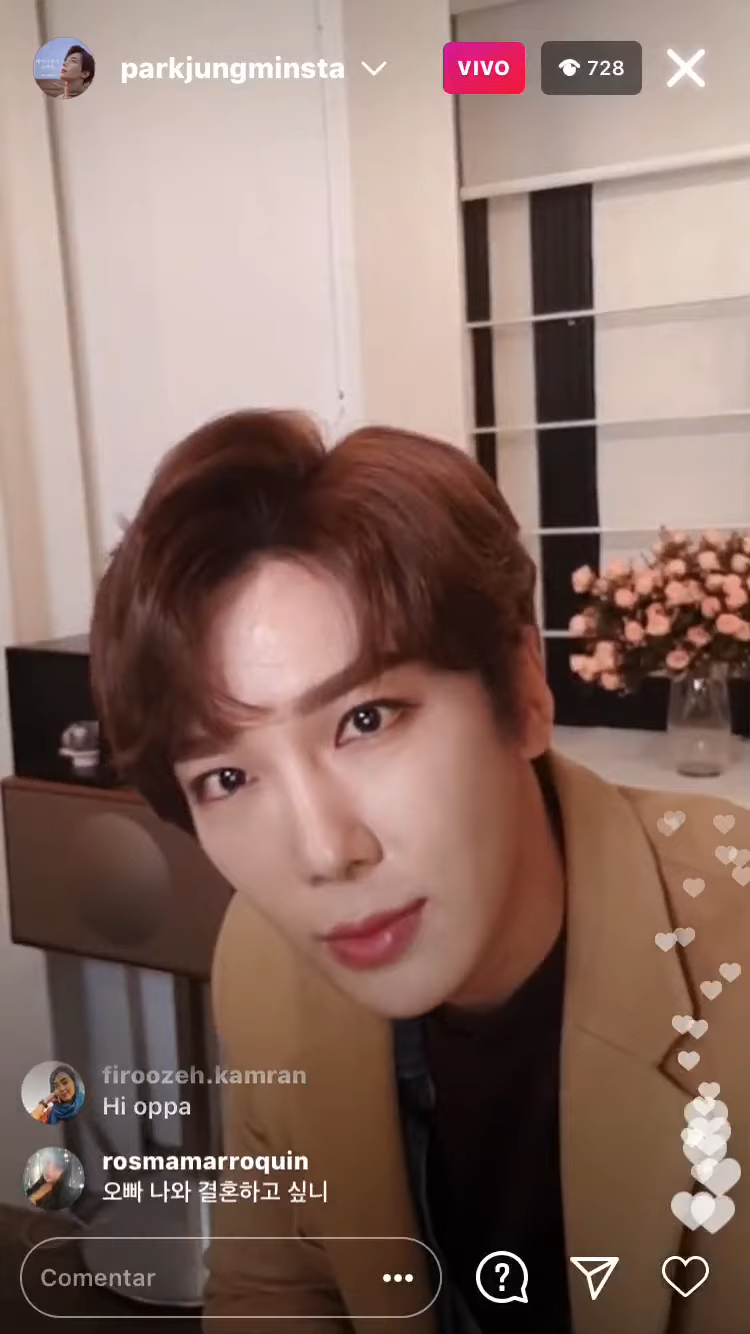 parkjungminsta
VIVO
728
firoozeh.kamran
Hi oppa
rosmamarroquin
오빠 나와 결혼하고 싶니
Comentar